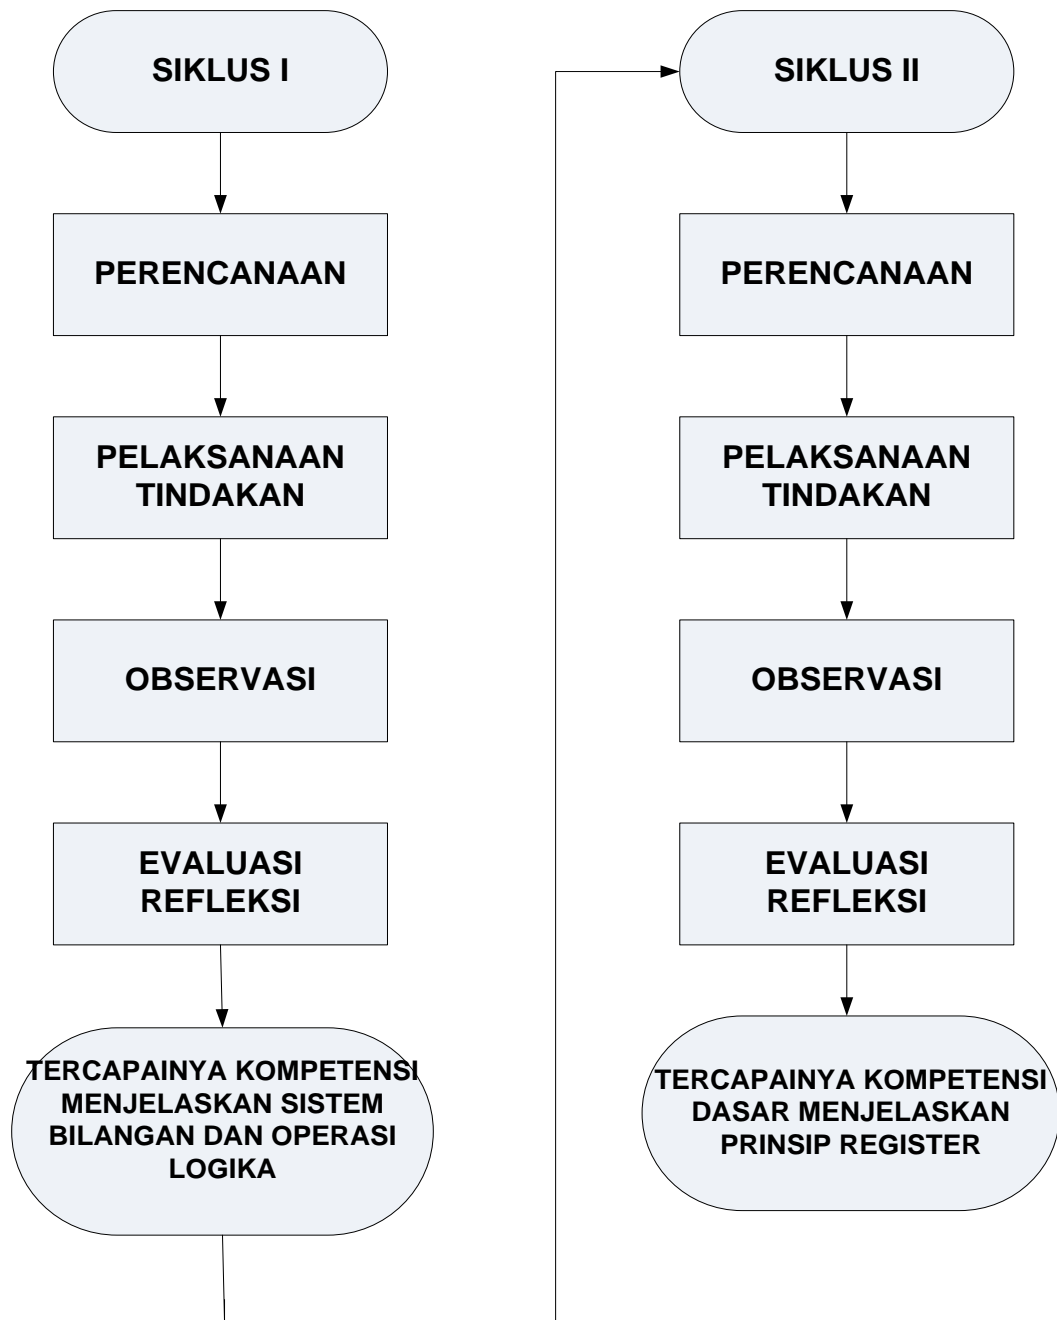 SIKLUS I
PERENCANAAN
PELAKSANAAN
TINDAKAN
OBSERVASI
EVALUASI
REFLEKSI
TERCAPAINYA KOMPETENSI
MENJELASKAN SISTEM
BILANGAN DAN OPERASI
LOGIKA
SIKLUS II
PERENCANAAN
PELAKSANAAN
TINDAKAN
OBSERVASI
EVALUASI
REFLEKSI
TERCAPAINYA KOMPETENSI
DASAR MENJELASKAN
PRINSIP REGISTER